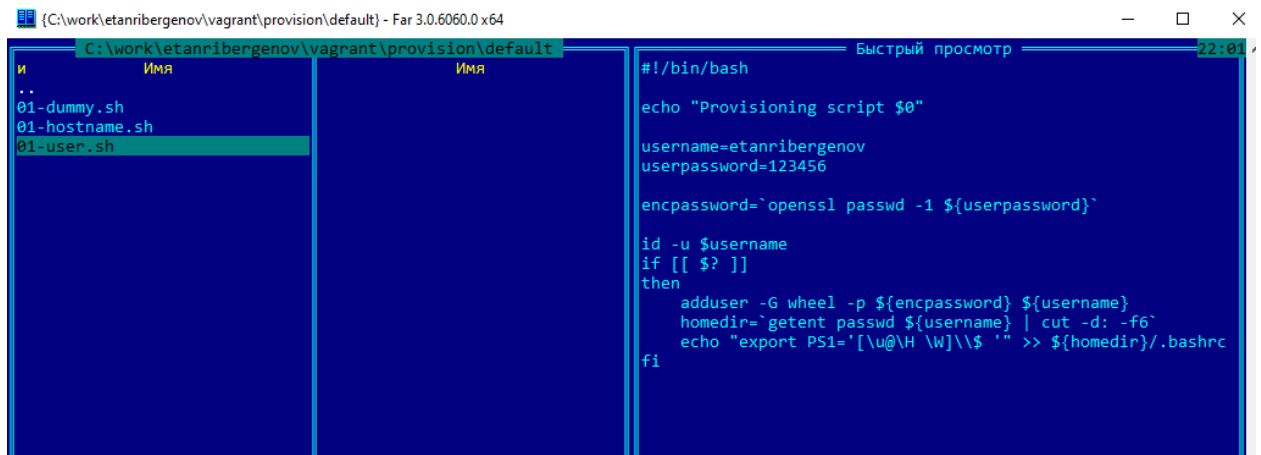 {C:\work\etanribergenov\vagrant\provision\default} - Far 3.0.6060.0 x64
C:\work\etanribergenov\vagrant\provision\default
и Имя
Имя
..
01-dummy.sh
01-hostname.sh
01-user.sh
Быстрый просмотр
22:01
#!/bin/bash
echo "Provisioning script $0"
username=etanribergenov
userpassword=123456
encpassword=`openssl passwd -1 ${userpassword}`
id -u $username
if [[ $? ]]
then
    adduser -G wheel -p ${encpassword} ${username}
    homedir=`getent passwd ${username} | cut -d: -f6`
    echo "export PS1='[\u@\H \W]\\$ '" >> ${homedir}/.bashrc
fi